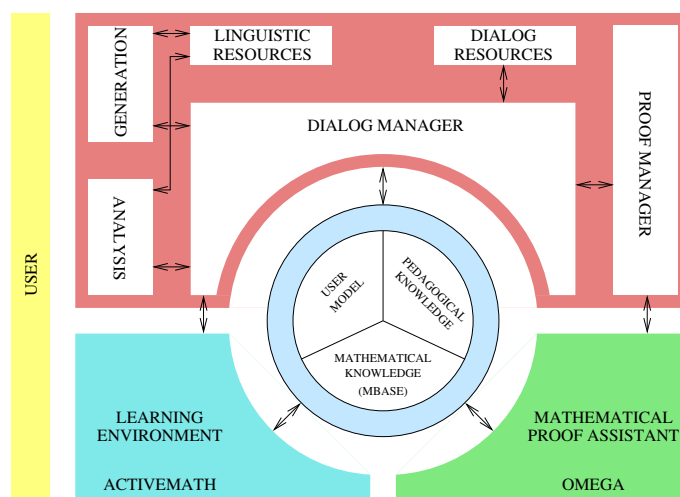 USER
GENERATION
LINGUISTIC
RESOURCES
DIALOG
RESOURCES
PROOF MANAGER
DIALOG MANAGER
ANALYSIS
USER
MODEL
PEDAGOGICAL
KNOWLEDGE
MATHEMATICAL
KNOWLEDGE
(MBASE)
LEARNING
ENVIRONMENT
ACTIVEMATH
MATHEMATICAL
PROOF ASSISTANT
OMEGA